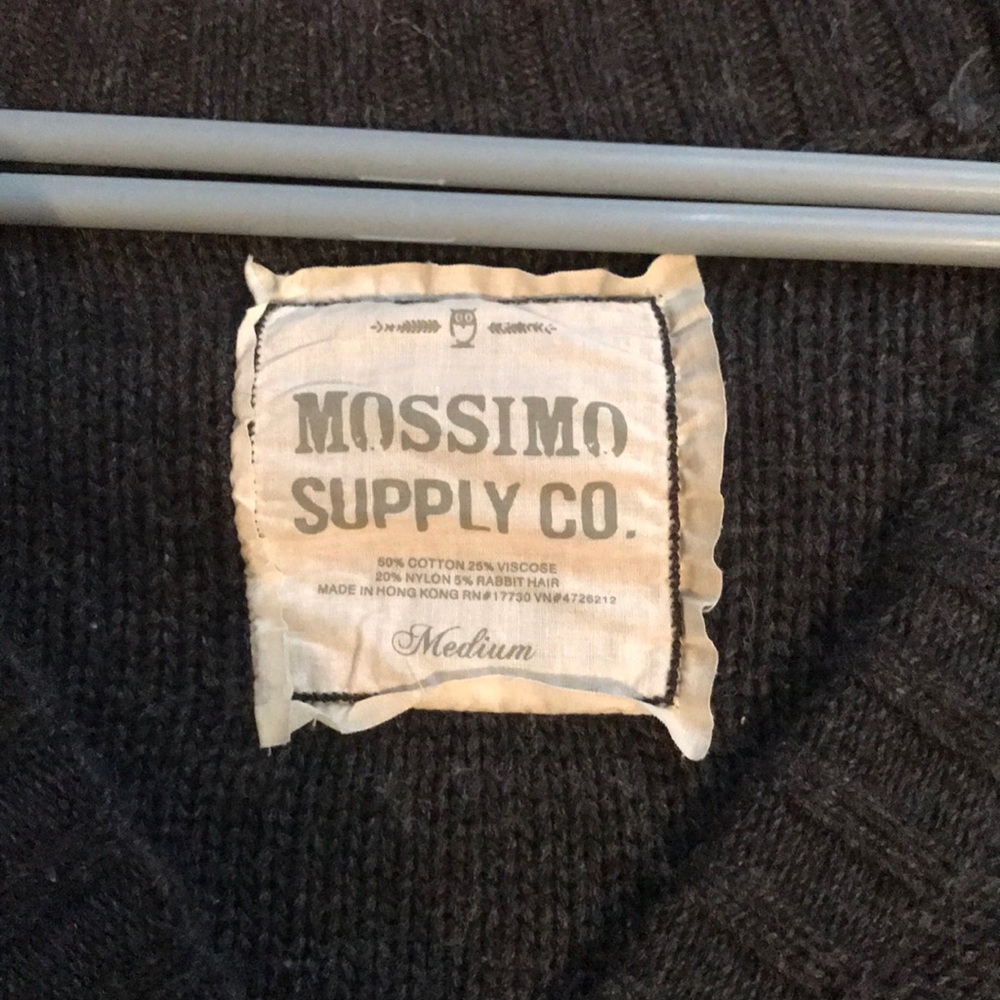 MOSSIMO
SUPPLY CO.
50% COTTON 25% VISCOSE
20% NYLON 5% RABBIT HAIR
MADE IN HONG KONG RN#17730 VN#4726212
Medium